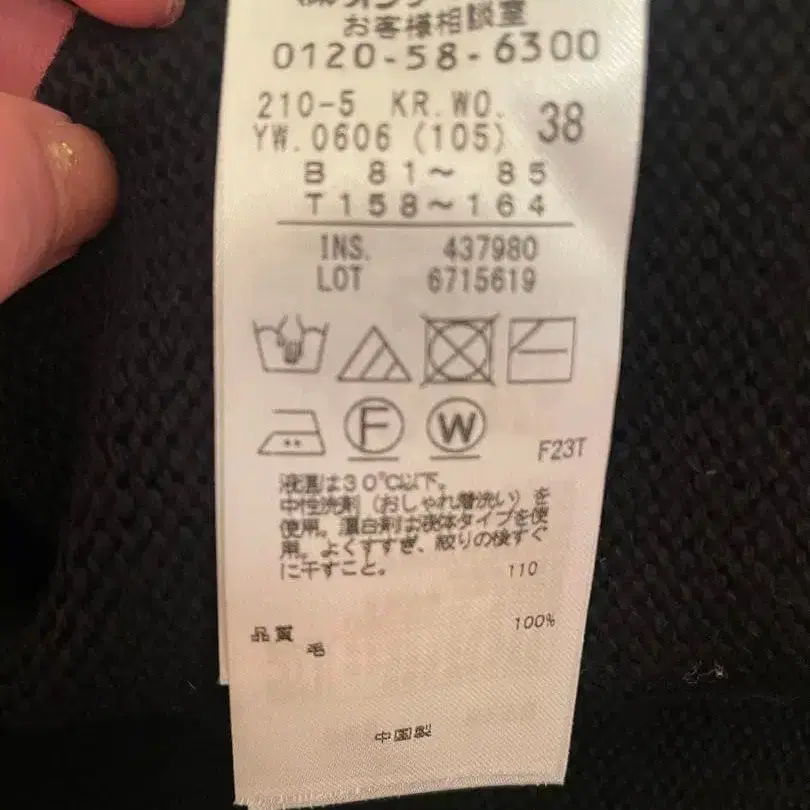 お客様相談室
0120-58-6300
210-5 KR.WO.
YW.0606 (105) 38
B 81〜 85
T158〜164
INS. 437980
LOT 6715619
F
W
F23T
液温は30℃以下。
中性洗剤（おしゃれ着洗い）を
使用。漂白剤は液体タイプを使
用。よくすすぎ、絞りの後すぐ
に干すこと。
110
品質
毛 100%
中国製